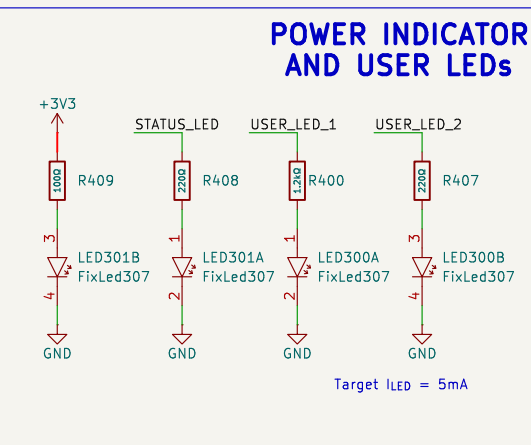 POWER INDICATOR
AND USER LEDs
+3V3
STATUS_LED
USER_LED_1
USER_LED_2
100Ω
R409
220Ω
R408
1.2kΩ
R400
220Ω
R407
3
1
1
3
LED301B
FixLed307
LED301A
FixLed307
LED300A
FixLed307
LED300B
FixLed307
4
2
2
4
GND
GND
GND
GND
Target ILED = 5mA